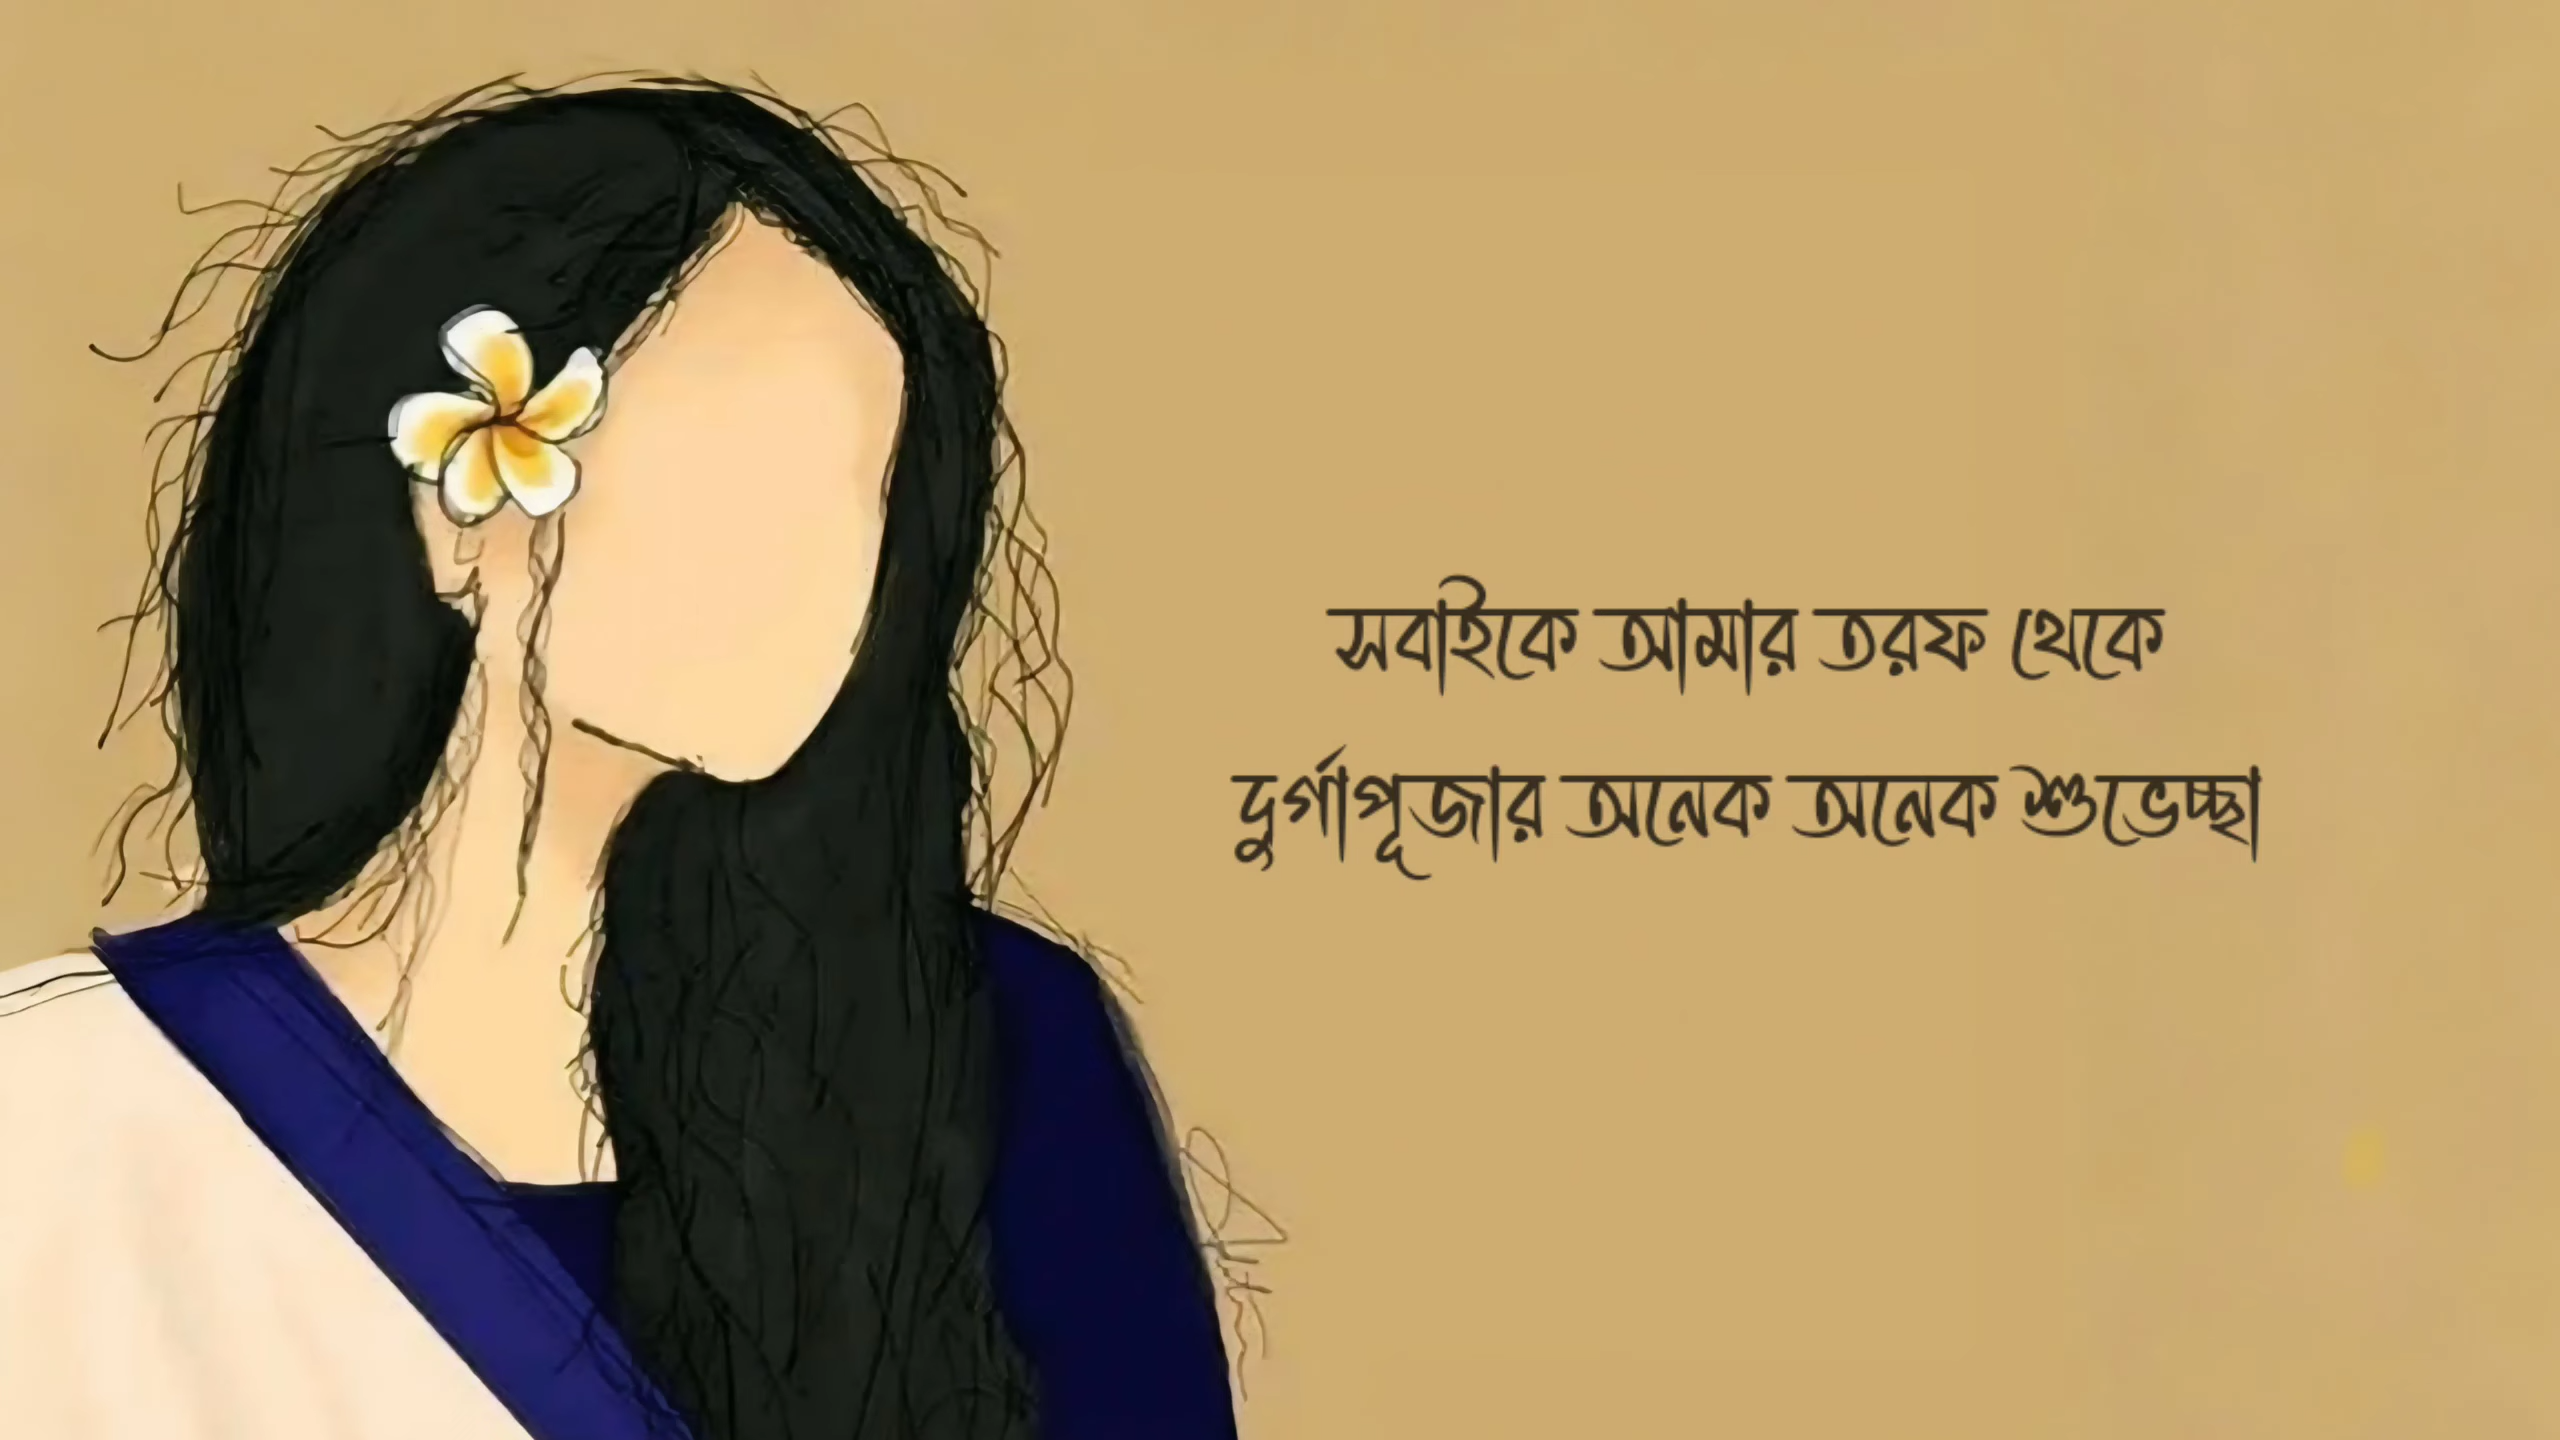 সবাইকে আমার তরফ থেকে
দুর্গাপূজার অনেক অনেক শুভেচ্ছা